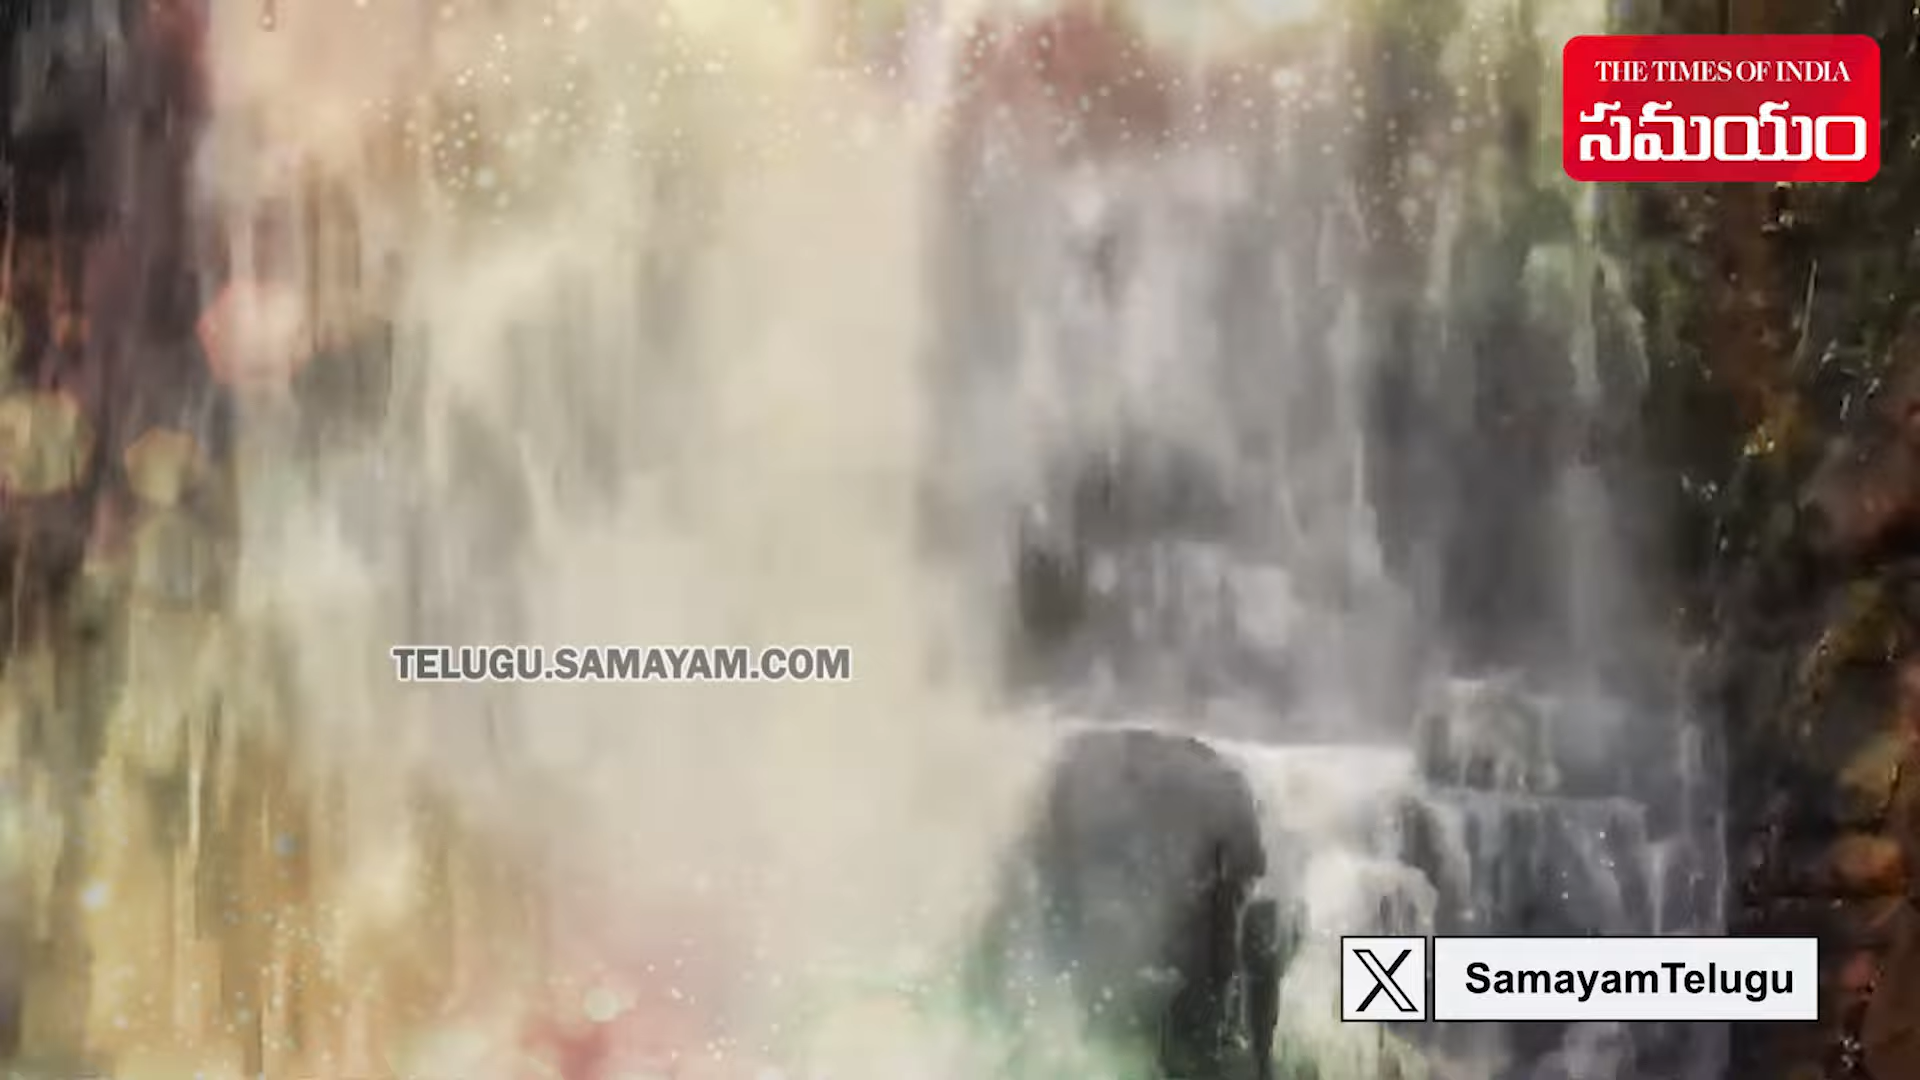 THE TIMES OF INDIA
సమయం
TELUGU.SAMAYAM.COM
X SamayamTelugu